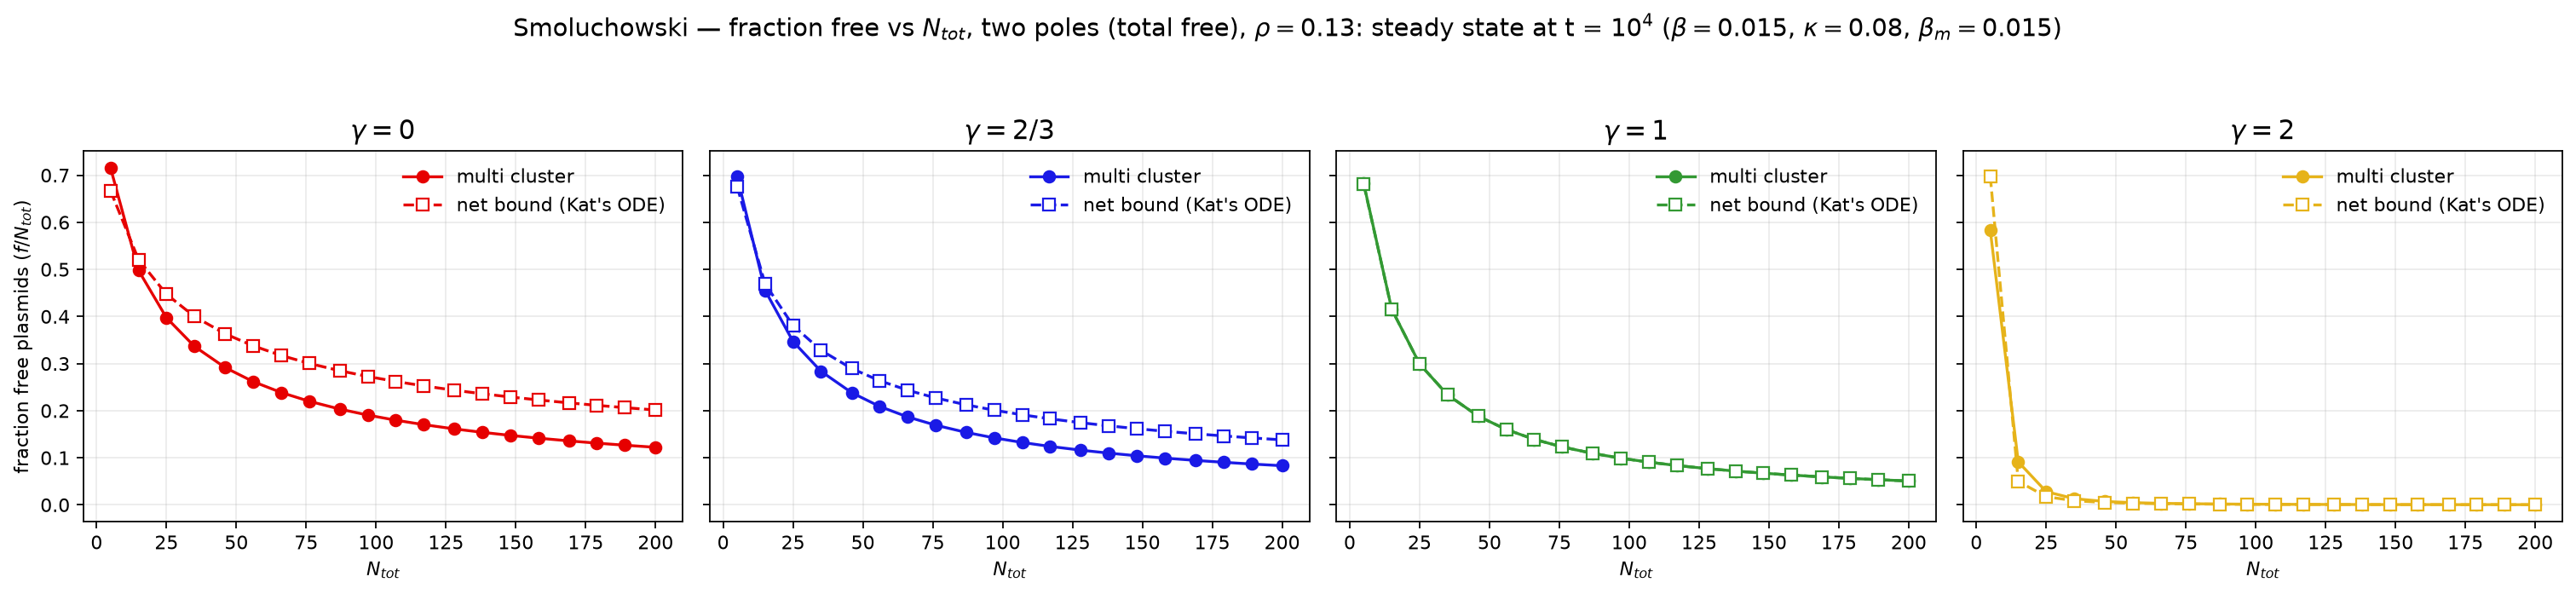 Smoluchowski — fraction free vs N_tot, two poles (total free), ρ = 0.13: steady state at t = 10⁴ (β = 0.015, κ = 0.08, β_m = 0.015)
γ = 0
γ = 2/3
γ = 1
γ = 2
fraction free plasmids (f/N_tot)
0.7
0.6
0.5
0.4
0.3
0.2
0.1
0.0
multi cluster
net bound (Kat's ODE)
multi cluster
net bound (Kat's ODE)
multi cluster
net bound (Kat's ODE)
multi cluster
net bound (Kat's ODE)
0 25 50 75 100 125 150 175 200
0 25 50 75 100 125 150 175 200
0 25 50 75 100 125 150 175 200
0 25 50 75 100 125 150 175 200
N_tot
N_tot
N_tot
N_tot